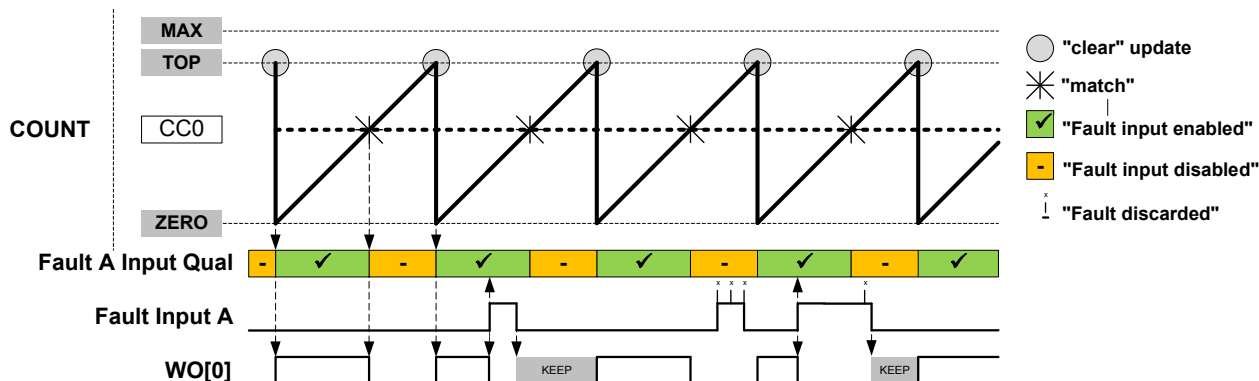 MAX
"clear" update
TOP
"match"
COUNT
CC0
"Fault input enabled"
✔
- "Fault input disabled"
x
- "Fault discarded"
ZERO
Fault A Input Qual - ✔ - ✔ - ✔ - ✔ - ✔
x x x x
Fault Input A
WO[0] KEEP KEEP